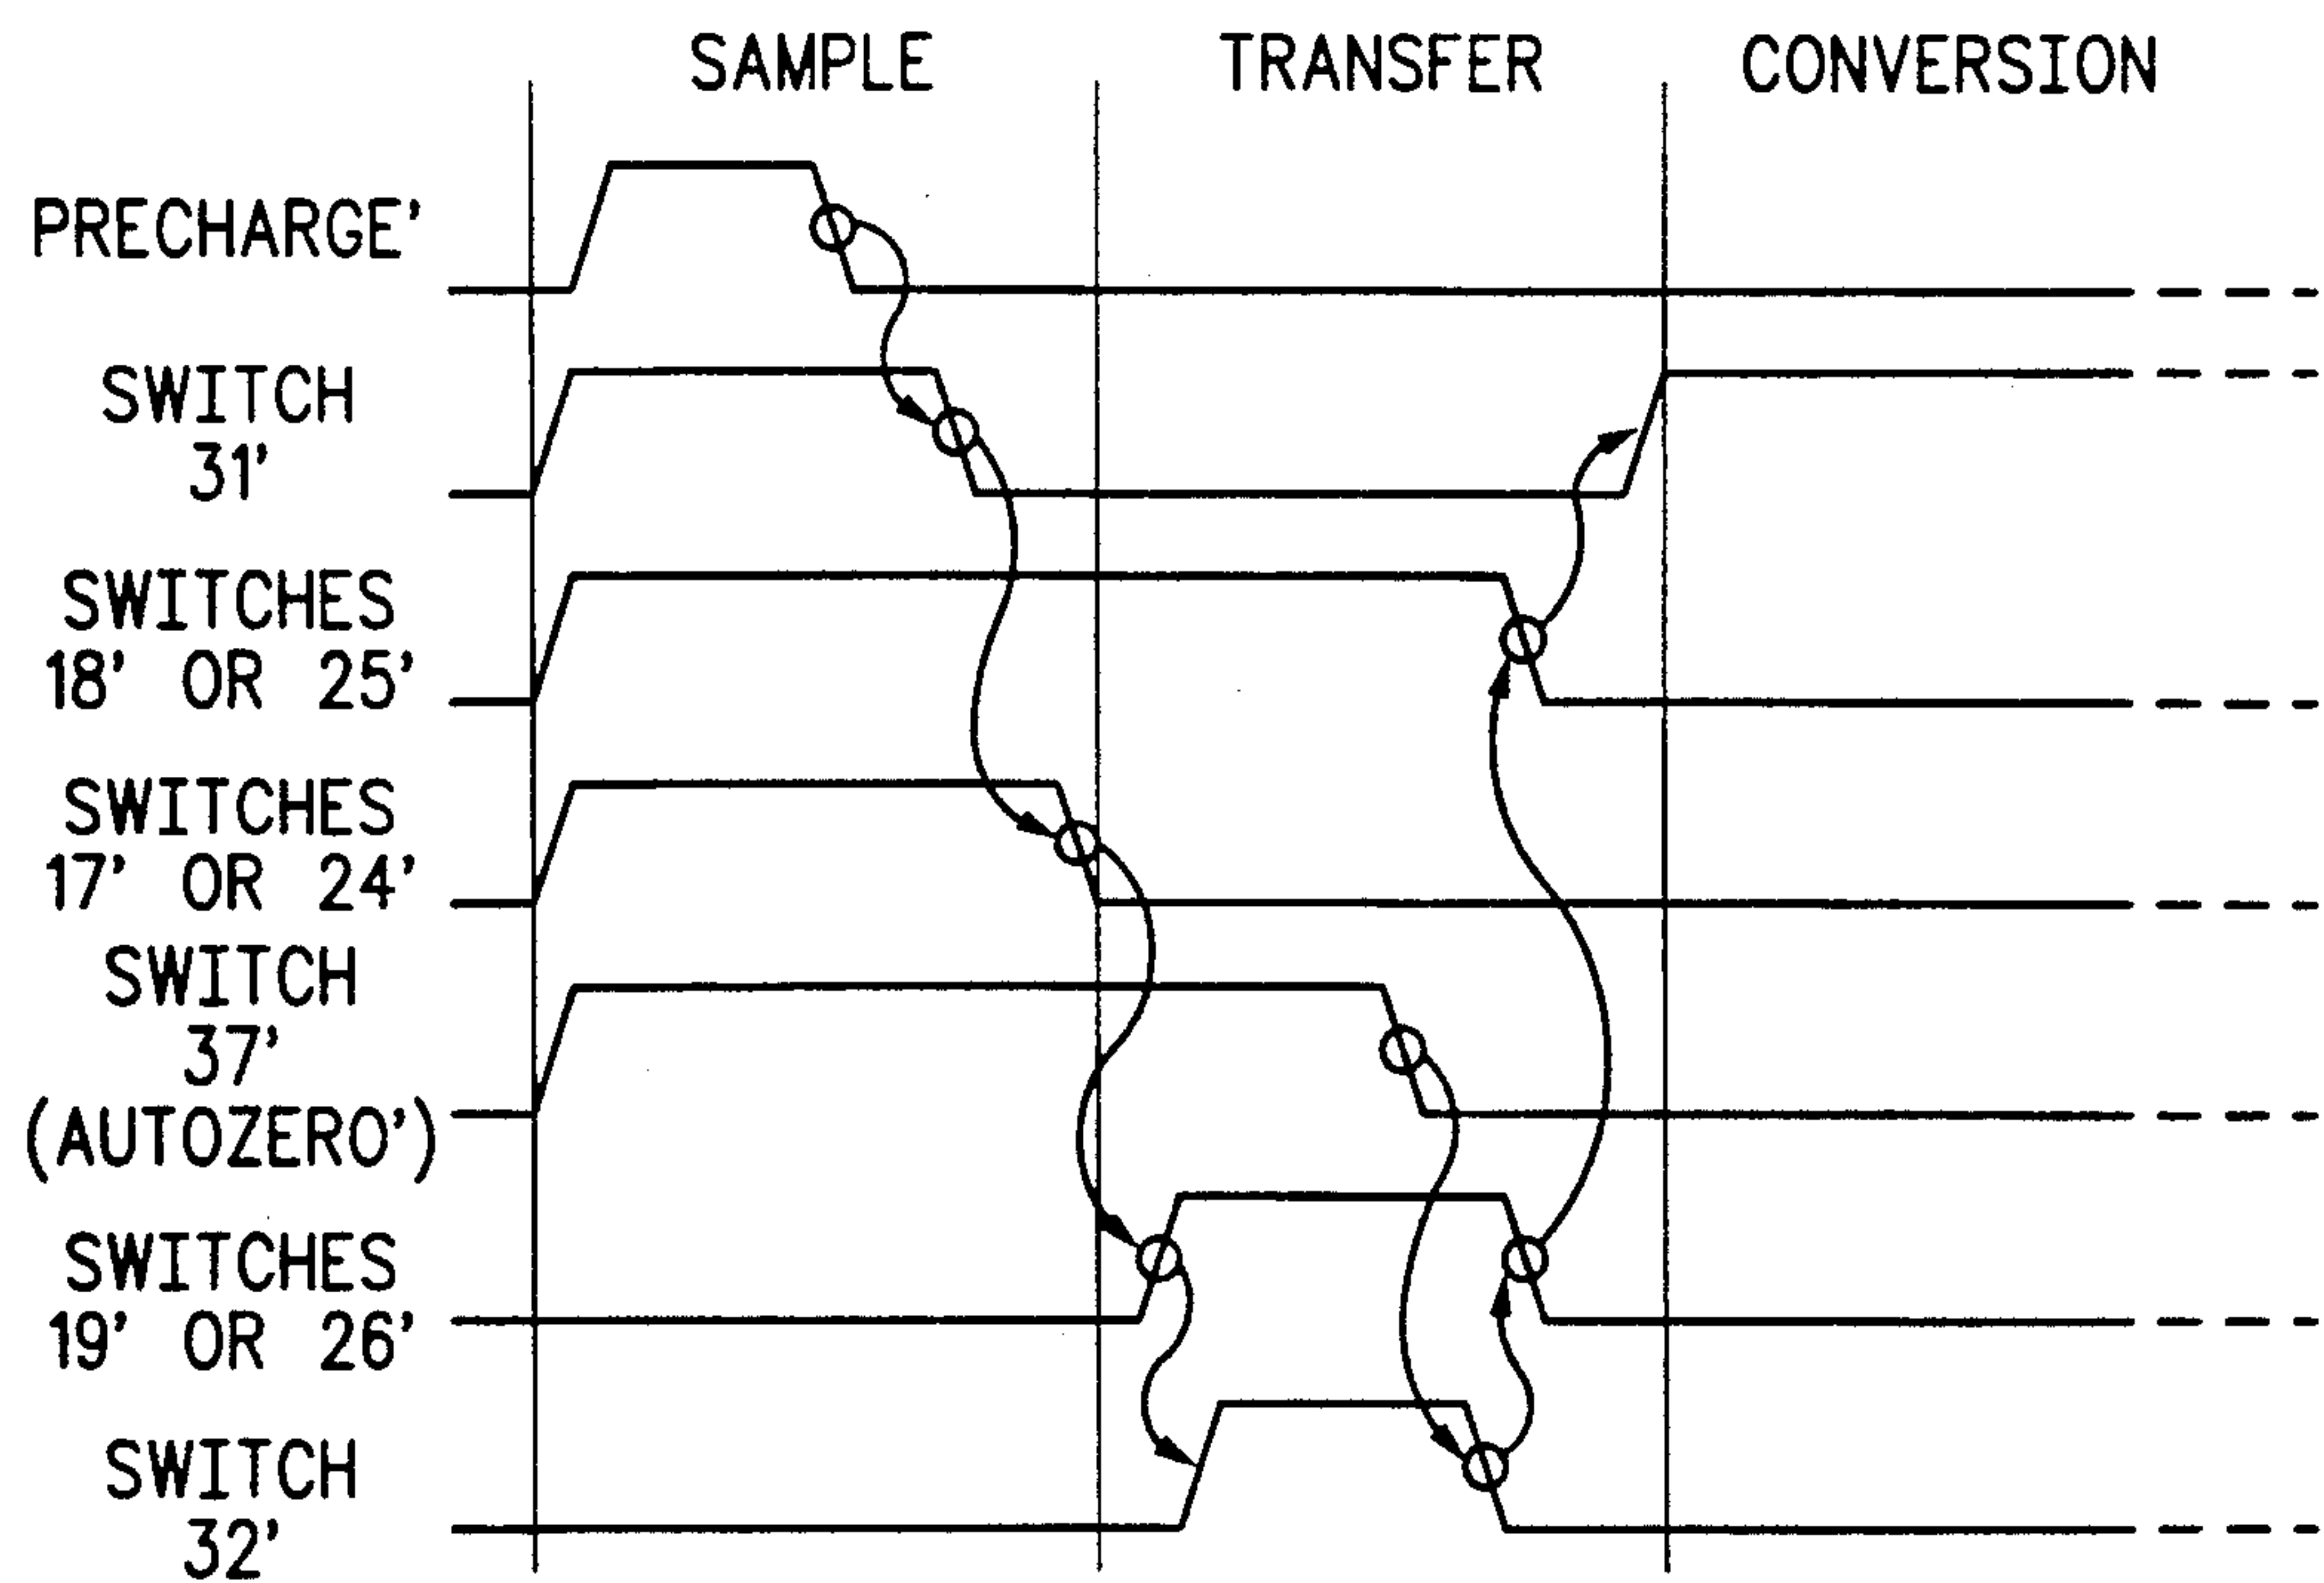 SAMPLE TRANSFER CONVERSION
PRECHARGE'
SWITCH
31'
SWITCHES
18' OR 25'
SWITCHES
17' OR 24'
SWITCH
37'
(AUTOZERO')
SWITCHES
19' OR 26'
SWITCH
32'